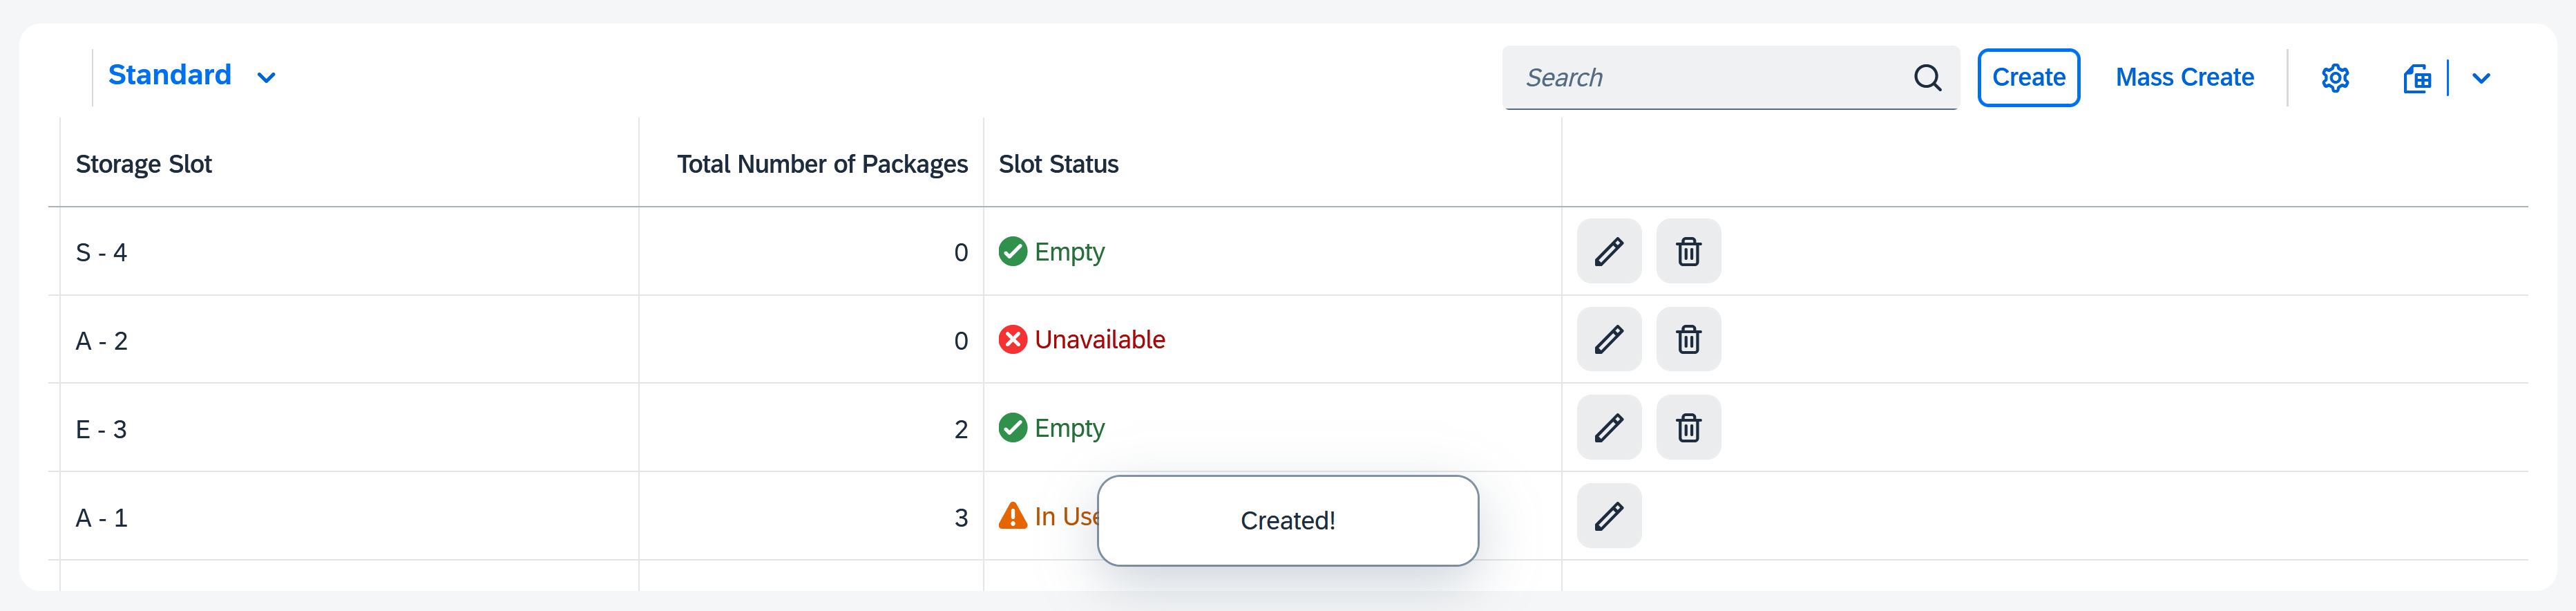 Standard
Search
Create
Mass Create
Storage Slot
Total Number of Packages
Slot Status
S - 4
0
Empty
A - 2
0
Unavailable
E - 3
2
Empty
A - 1
3
In Use
Created!